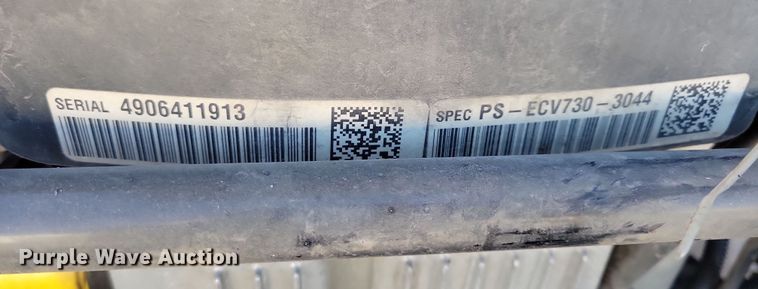 SERIAL 4906411913
SPEC PS - ECV730 - 3044
Purple Wave Auction